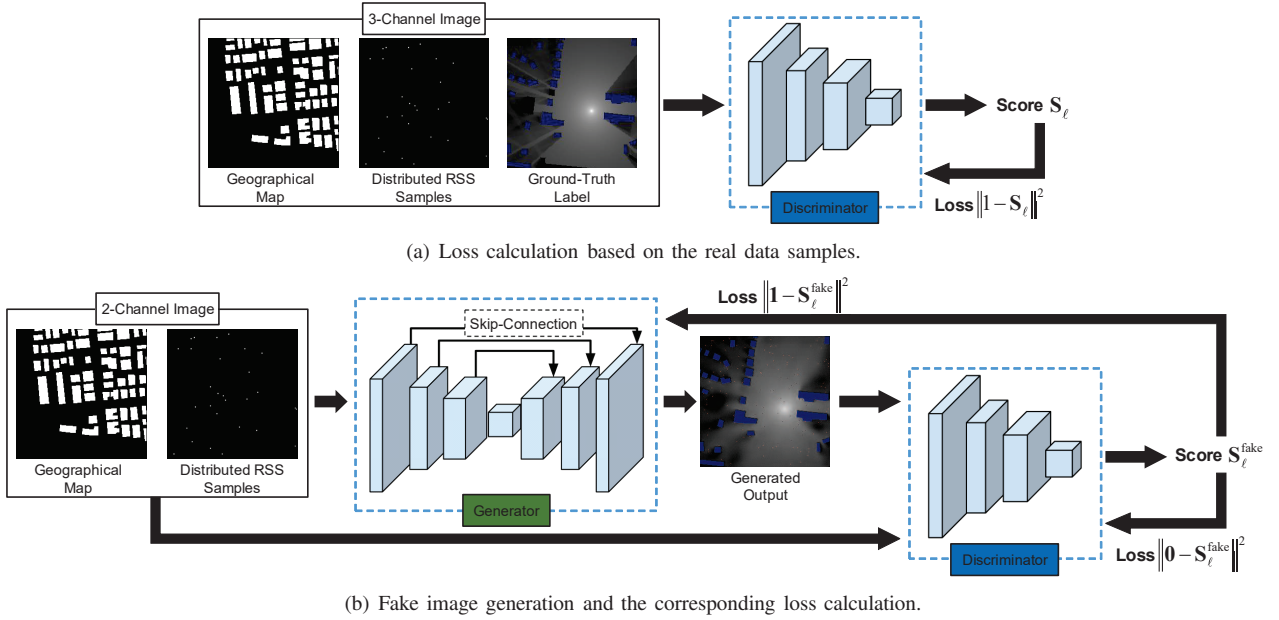 3-Channel Image
Geographical
Map
Distributed RSS
Samples
Ground-Truth
Label
Discriminator
Score S_ℓ
Loss ‖1 − S_ℓ‖²
(a) Loss calculation based on the real data samples.
2-Channel Image
Geographical
Map
Distributed RSS
Samples
Skip-Connection
Generator
Generated
Output
Loss ‖1 − S_ℓ^fake‖²
Discriminator
Score S_ℓ^fake
Loss ‖0 − S_ℓ^fake‖²
(b) Fake image generation and the corresponding loss calculation.